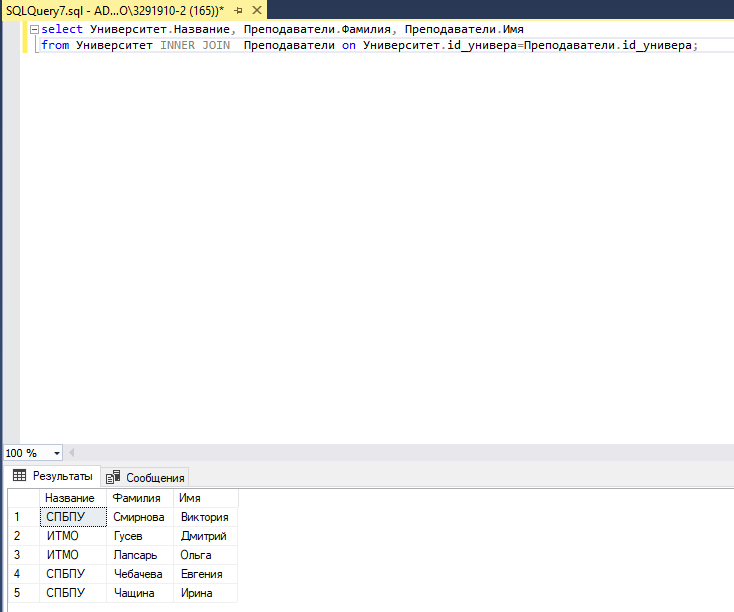 SQLQuery7.sql - AD...O\3291910-2 (165))*
select Университет.Название, Преподаватели.Фамилия, Преподаватели.Имя
from Университет INNER JOIN  Преподаватели on Университет.id_универа=Преподаватели.id_универа;
100 %
Результаты Сообщения
Название Фамилия Имя
1 СПБПУ Смирнова Виктория
2 ИТМО Гусев Дмитрий
3 ИТМО Лапсарь Ольга
4 СПБПУ Чебачева Евгения
5 СПБПУ Чащина Ирина